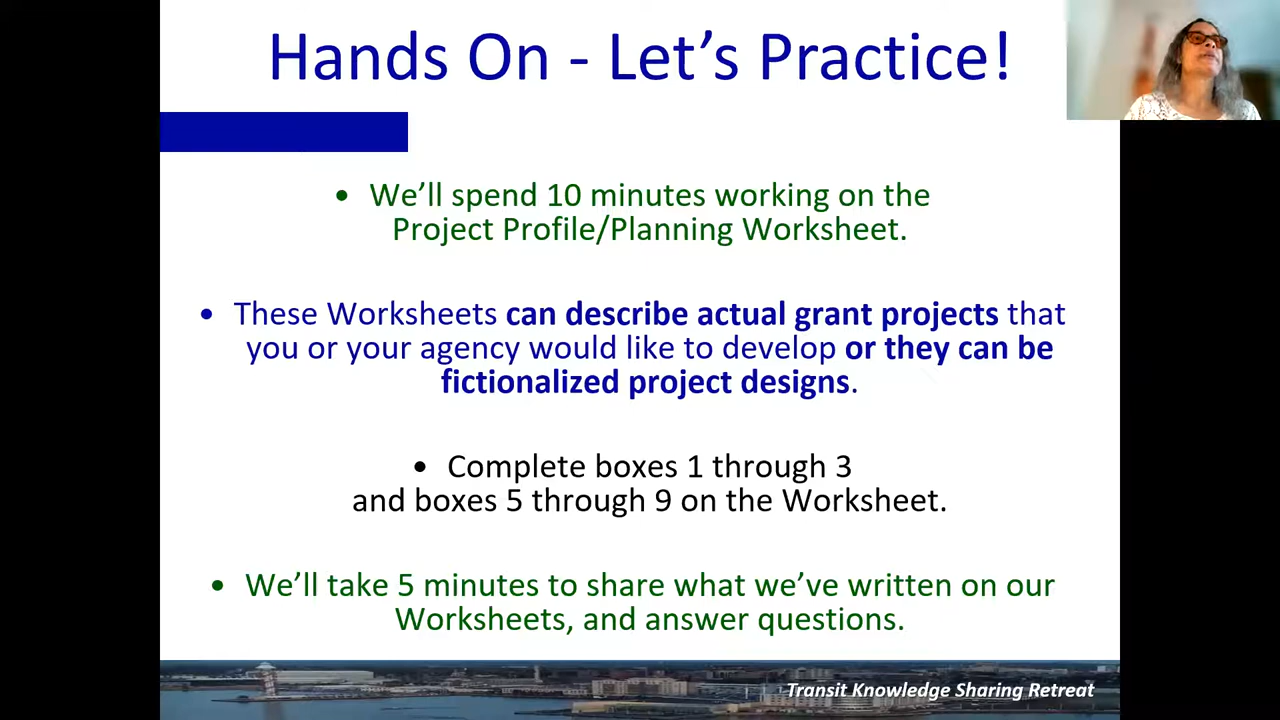 Hands On - Let's Practice!
• We'll spend 10 minutes working on the
Project Profile/Planning Worksheet.
• These Worksheets can describe actual grant projects that
you or your agency would like to develop or they can be
fictionalized project designs.
• Complete boxes 1 through 3
and boxes 5 through 9 on the Worksheet.
• We'll take 5 minutes to share what we've written on our
Worksheets, and answer questions.
Transit Knowledge Sharing Retreat